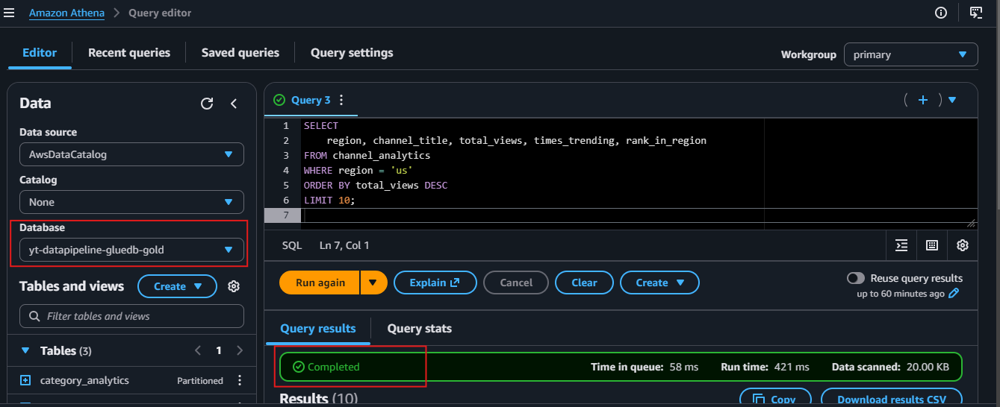 Amazon Athena > Query editor
Editor Recent queries Saved queries Query settings
Workgroup primary
Data
Data source
AwsDataCatalog
Catalog
None
Database
yt-datapipeline-gluedb-gold
Tables and views Create
Filter tables and views
Tables (3) < 1 >
category_analytics Partitioned
Query 3
1 SELECT
2 region, channel_title, total_views, times_trending, rank_in_region
3 FROM channel_analytics
4 WHERE region = 'us'
5 ORDER BY total_views DESC
6 LIMIT 10;
7
SQL Ln 7, Col 1
Run again Explain Cancel Clear Create
Reuse query results
up to 60 minutes ago
Query results Query stats
Completed Time in queue: 58 ms Run time: 421 ms Data scanned: 20.00 KB
Results (10) Copy Download results CSV